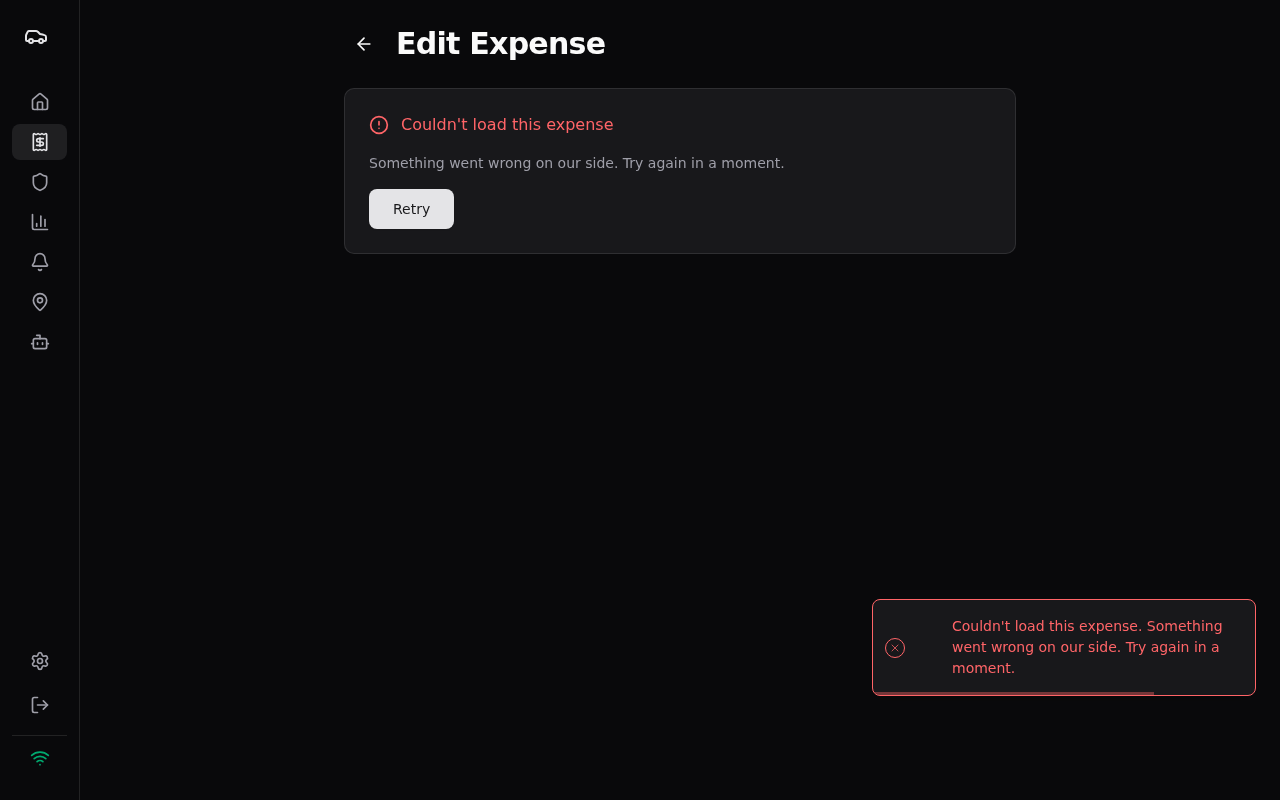 Edit Expense
Couldn't load this expense
Something went wrong on our side. Try again in a moment.
Retry
Couldn't load this expense. Something
went wrong on our side. Try again in a
moment.